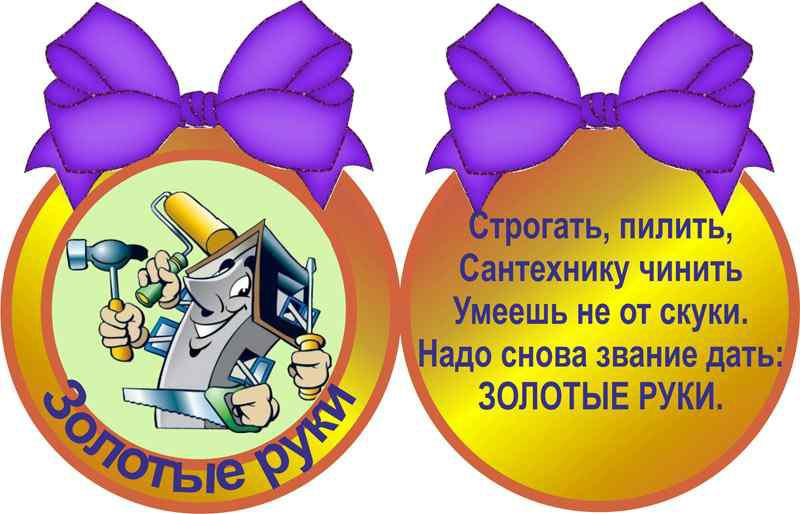 Золотые руки
Строгать, пилить,
Сантехнику чинить
Умеешь не от скуки.
Надо снова звание дать:
ЗОЛОТЫЕ РУКИ.